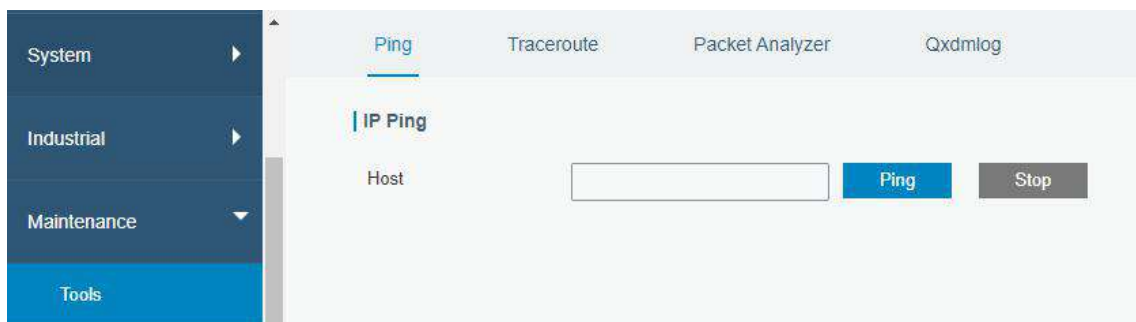 System
Industrial
Maintenance
Tools
Ping Traceroute Packet Analyzer Qxdmlog
IP Ping
Host Ping Stop